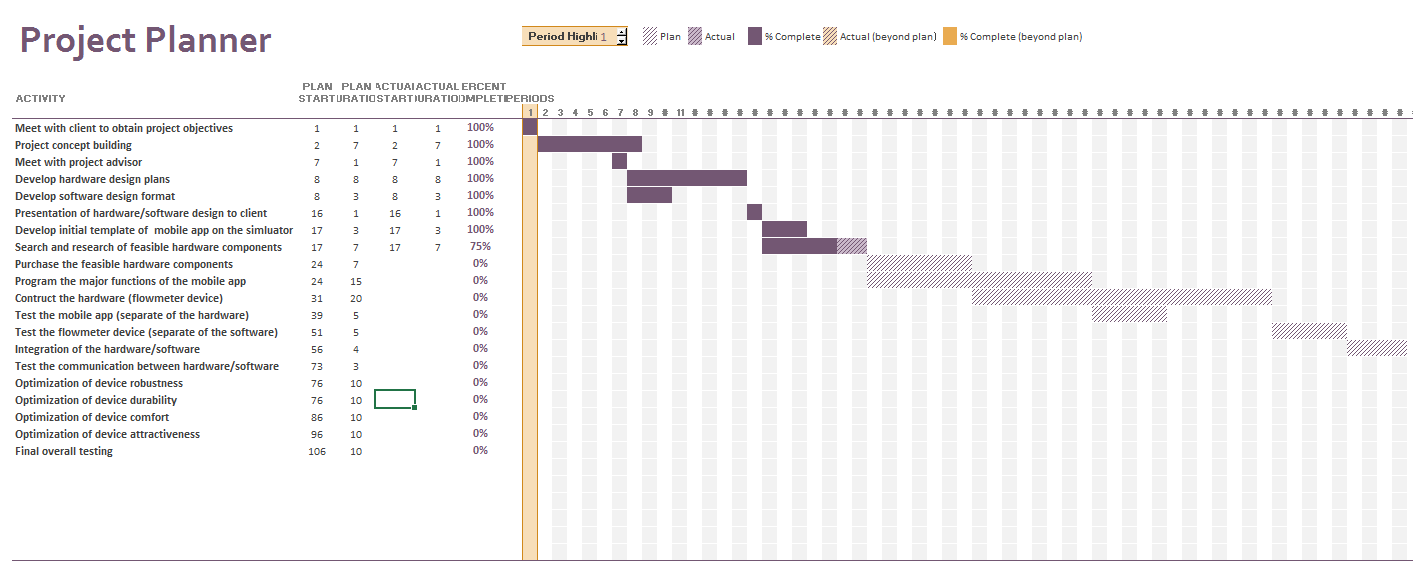 Project Planner
Period Highli 1
Plan Actual % Complete Actual (beyond plan) % Complete (beyond plan)
PLAN PLAN ACTUAL ACTUAL ERCENT
ACTIVITY START URATIO START URATIO OMPLET PERIODS
1 2 3 4 5 6 7 8 9 # 11 # # # # # # # # # # # # # # # # # # # # # # # # # # # # # # # # # # # # # # # # # # # # # # # #
Meet with client to obtain project objectives 1 1 1 1 100%
Project concept building 2 7 2 7 100%
Meet with project advisor 7 1 7 1 100%
Develop hardware design plans 8 8 8 8 100%
Develop software design format 8 3 8 3 100%
Presentation of hardware/software design to client 16 1 16 1 100%
Develop initial template of mobile app on the simluator 17 3 17 3 100%
Search and research of feasible hardware components 17 7 17 7 75%
Purchase the feasible hardware components 24 7 0%
Program the major functions of the mobile app 24 15 0%
Contruct the hardware (flowmeter device) 31 20 0%
Test the mobile app (separate of the hardware) 39 5 0%
Test the flowmeter device (separate of the software) 51 5 0%
Integration of the hardware/software 56 4 0%
Test the communication between hardware/software 73 3 0%
Optimization of device robustness 76 10 0%
Optimization of device durability 76 10 0%
Optimization of device comfort 86 10 0%
Optimization of device attractiveness 96 10 0%
Final overall testing 106 10 0%